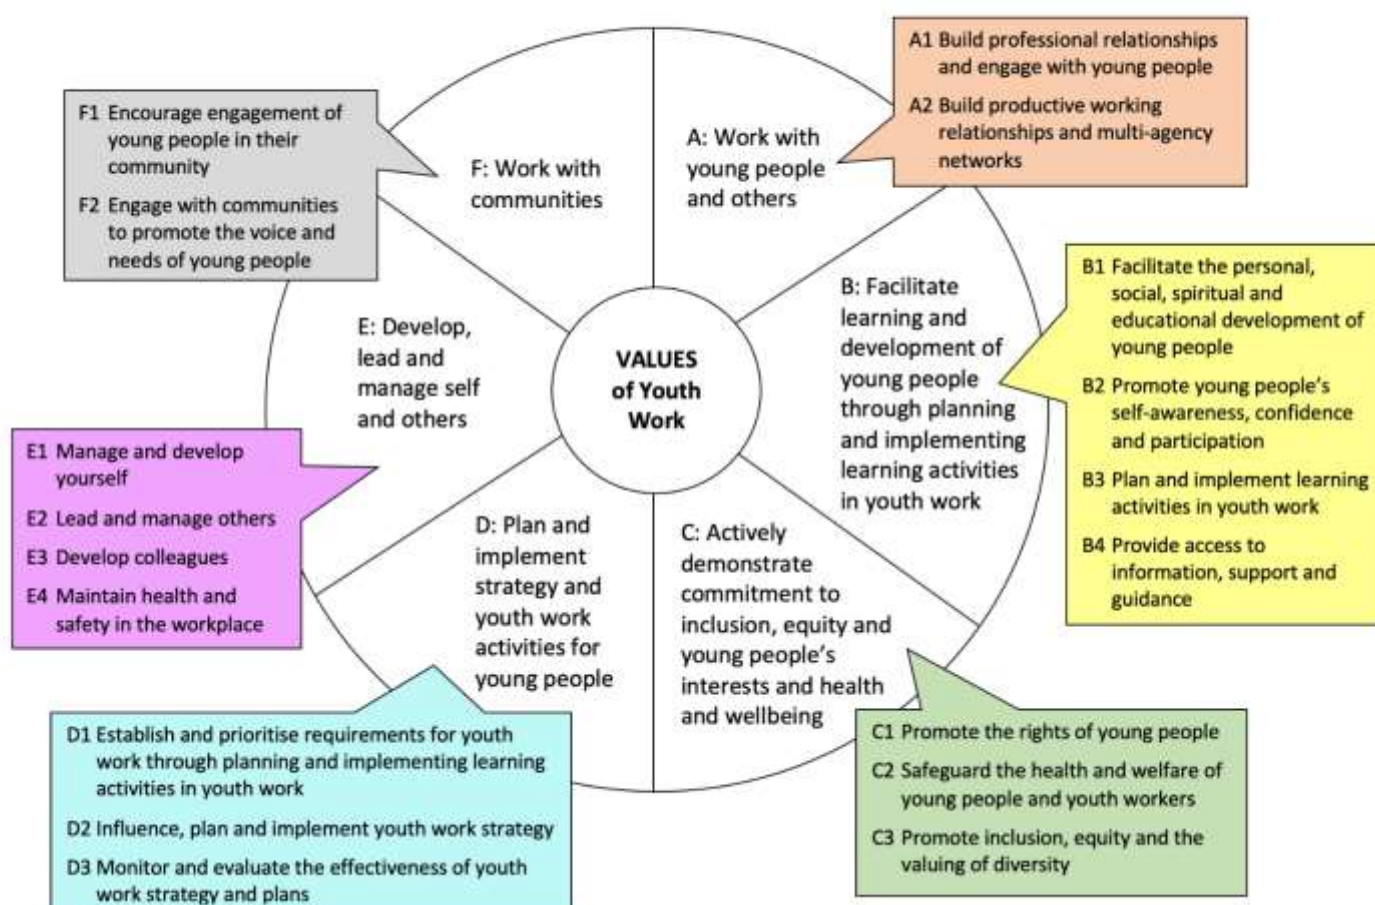 A1 Build professional relationships
and engage with young people
A2 Build productive working
relationships and multi-agency
networks
F1 Encourage engagement of
young people in their
community
F2 Engage with communities
to promote the voice and
needs of young people
F: Work with
communities
A: Work with
young people
and others
B1 Facilitate the personal,
social, spiritual and
educational development of
young people
B2 Promote young people's
self-awareness, confidence
and participation
B3 Plan and implement learning
activities in youth work
B4 Provide access to
information, support and
guidance
B: Facilitate
learning and
development of
young people
through planning
and implementing
learning activities
in youth work
E: Develop,
lead and
manage self
and others
VALUES
of Youth
Work
E1 Manage and develop
yourself
E2 Lead and manage others
E3 Develop colleagues
E4 Maintain health and
safety in the workplace
D: Plan and
implement
strategy and
youth work
activities for
young people
C: Actively
demonstrate
commitment to
inclusion, equity and
young people's
interests and health
and wellbeing
D1 Establish and prioritise requirements for youth
work through planning and implementing learning
activities in youth work
D2 Influence, plan and implement youth work strategy
D3 Monitor and evaluate the effectiveness of youth
work strategy and plans
C1 Promote the rights of young people
C2 Safeguard the health and welfare of
young people and youth workers
C3 Promote inclusion, equity and the
valuing of diversity